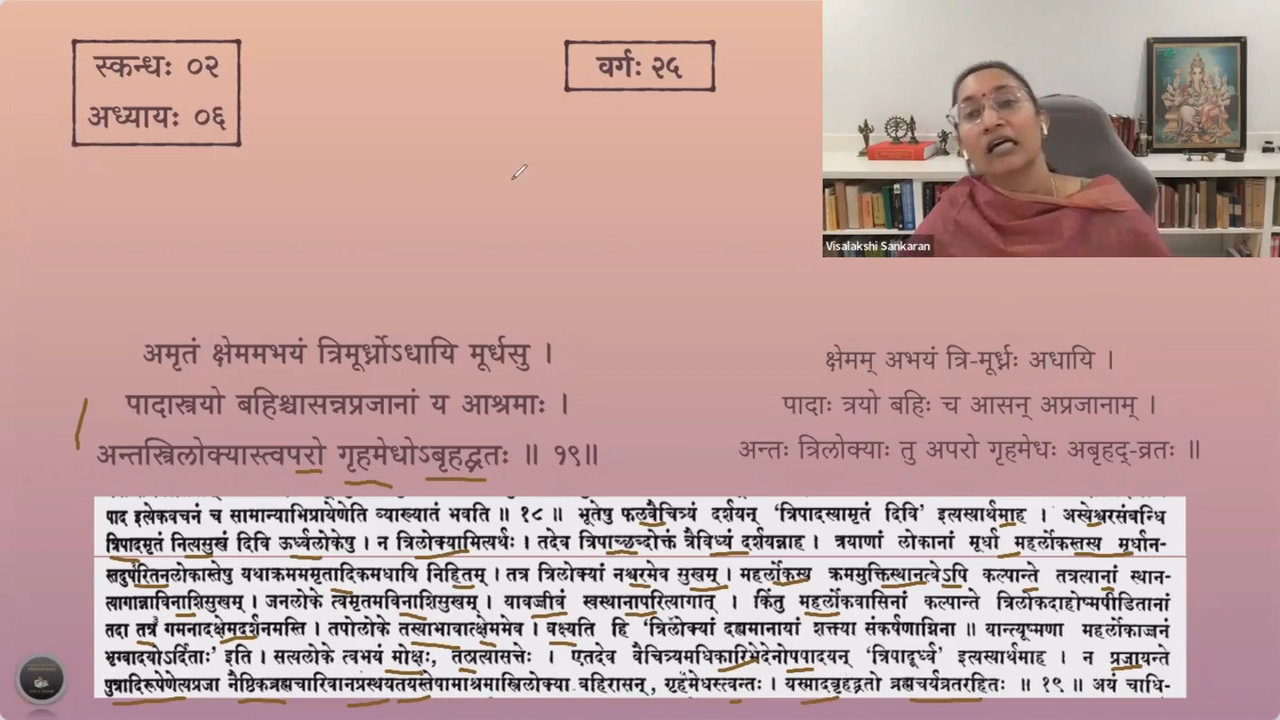 स्कन्धः ०२
अध्यायः ०६
वर्गः २५
Visalakshi Sankaran
अमृतं क्षेममभयं त्रिमूर्ध्नोऽधायि मूर्धसु ।
पादास्त्रयो बहिश्चासन्नप्रजानां य आश्रमाः ।
अन्तस्त्रिलोक्यास्त्वपरो गृहमेधोऽबृहद्व्रतः ॥ १९॥
क्षेमम् अभयं त्रि-मूर्ध्नः अधायि ।
पादाः त्रयो बहिः च आसन् अप्रजानाम् ।
अन्तः त्रिलोक्याः तु अपरो गृहमेधः अबृहद्-व्रतः ॥
पाद इत्येकवचनं च सामान्याभिप्रायेणेति व्याख्यातं भवति ॥ १८ ॥ भूतेषु फलवैचित्र्यं दर्शयन् ‘त्रिपादस्यामृतं दिवि’ इत्यस्यार्थमाह । अस्येश्वरसंबन्धि
त्रिपादमृतं नित्यसुखं दिवि ऊर्ध्वलोकेषु । न त्रिलोक्यामित्यर्थः । तदेव त्रिपाच्छब्दोक्तं त्रैविध्यं दर्शयन्नाह । त्रयाणां लोकानां मूर्धा महर्लोकस्तस्य मूर्धान-
स्तदुपरितनलोकास्तेषु यथाक्रममृतादिकमधायि निहितम् । तत्र त्रिलोक्यां नश्वरमेव सुखम् । महर्लोकस्य क्रममुक्तिस्थानत्वेऽपि कल्पान्ते तत्रत्यानां स्थान-
त्यागान्नाविनाशिसुखम् । जनलोके त्वमृतमविनाशिसुखम् । यावज्जीवं स्वस्थानापरित्यागात् । किंतु महर्लोकवासिनां कल्पान्ते त्रिलोकदाहोष्मपीडितानां
तदा तत्र गमनादक्षेमदर्शनमस्ति । तपोलोके तस्याभावात्क्षेममेव । वक्ष्यति हि ‘त्रिलोक्यां दह्यमानायां शक्त्या संकर्षणाग्निना ॥ यान्त्यूष्मणा महर्लोकाज्जनं
भृग्वादयोऽर्दिताः’ इति । सत्यलोके त्वभयं मोक्षः, तत्प्रत्यासत्तेः । एतदेव वैचित्र्यमधिकारिभेदेनोपपादयन् ‘त्रिपादूर्ध्व’ इत्यस्यार्थमाह । न प्रजायन्ते
पुत्रादिरूपेणेत्यप्रजा नैष्ठिकब्रह्मचारिवानप्रस्थयतयस्तेषामाश्रमास्त्रिलोक्या बहिरासन्, गृहमेधस्त्वन्तः । यस्मादबृहद्व्रतो ब्रह्मचर्यव्रतरहितः ॥ १९ ॥ अयं चाधि-